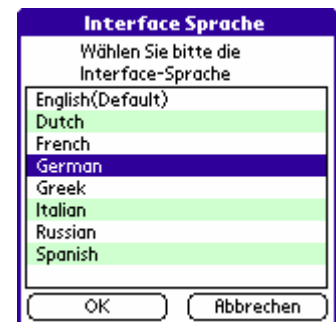 Interface Sprache
Wählen Sie bitte die
Interface-Sprache
English(Default)
Dutch
French
German
Greek
Italian
Russian
Spanish
OK
Abbrechen